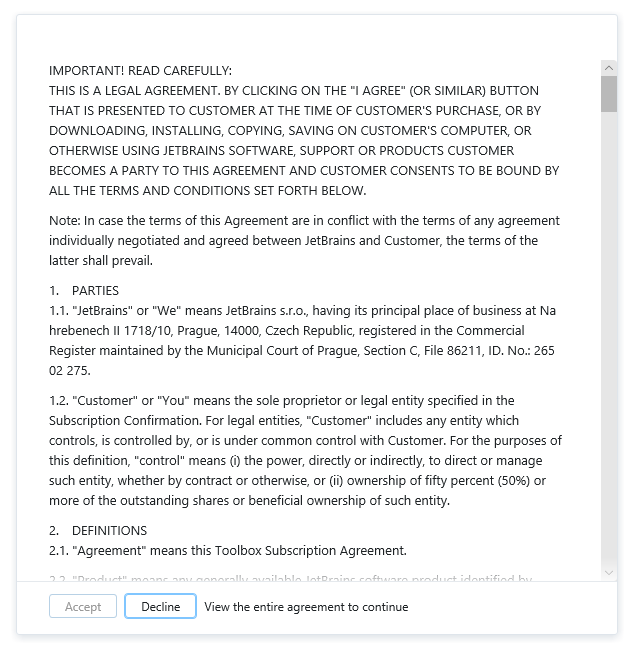 IMPORTANT! READ CAREFULLY:
THIS IS A LEGAL AGREEMENT. BY CLICKING ON THE "I AGREE" (OR SIMILAR) BUTTON
THAT IS PRESENTED TO CUSTOMER AT THE TIME OF CUSTOMER'S PURCHASE, OR BY
DOWNLOADING, INSTALLING, COPYING, SAVING ON CUSTOMER'S COMPUTER, OR
OTHERWISE USING JETBRAINS SOFTWARE, SUPPORT OR PRODUCTS CUSTOMER
BECOMES A PARTY TO THIS AGREEMENT AND CUSTOMER CONSENTS TO BE BOUND BY
ALL THE TERMS AND CONDITIONS SET FORTH BELOW.
Note: In case the terms of this Agreement are in conflict with the terms of any agreement
individually negotiated and agreed between JetBrains and Customer, the terms of the
latter shall prevail.
1. PARTIES
1.1. "JetBrains" or "We" means JetBrains s.r.o., having its principal place of business at Na
hrebenech II 1718/10, Prague, 14000, Czech Republic, registered in the Commercial
Register maintained by the Municipal Court of Prague, Section C, File 86211, ID. No.: 265
02 275.
1.2. "Customer" or "You" means the sole proprietor or legal entity specified in the
Subscription Confirmation. For legal entities, "Customer" includes any entity which
controls, is controlled by, or is under common control with Customer. For the purposes of
this definition, "control" means (i) the power, directly or indirectly, to direct or manage
such entity, whether by contract or otherwise, or (ii) ownership of fifty percent (50%) or
more of the outstanding shares or beneficial ownership of such entity.
2. DEFINITIONS
2.1. "Agreement" means this Toolbox Subscription Agreement.
2.2. "Product" means any generally available JetBrains software product identified by
Accept Decline View the entire agreement to continue